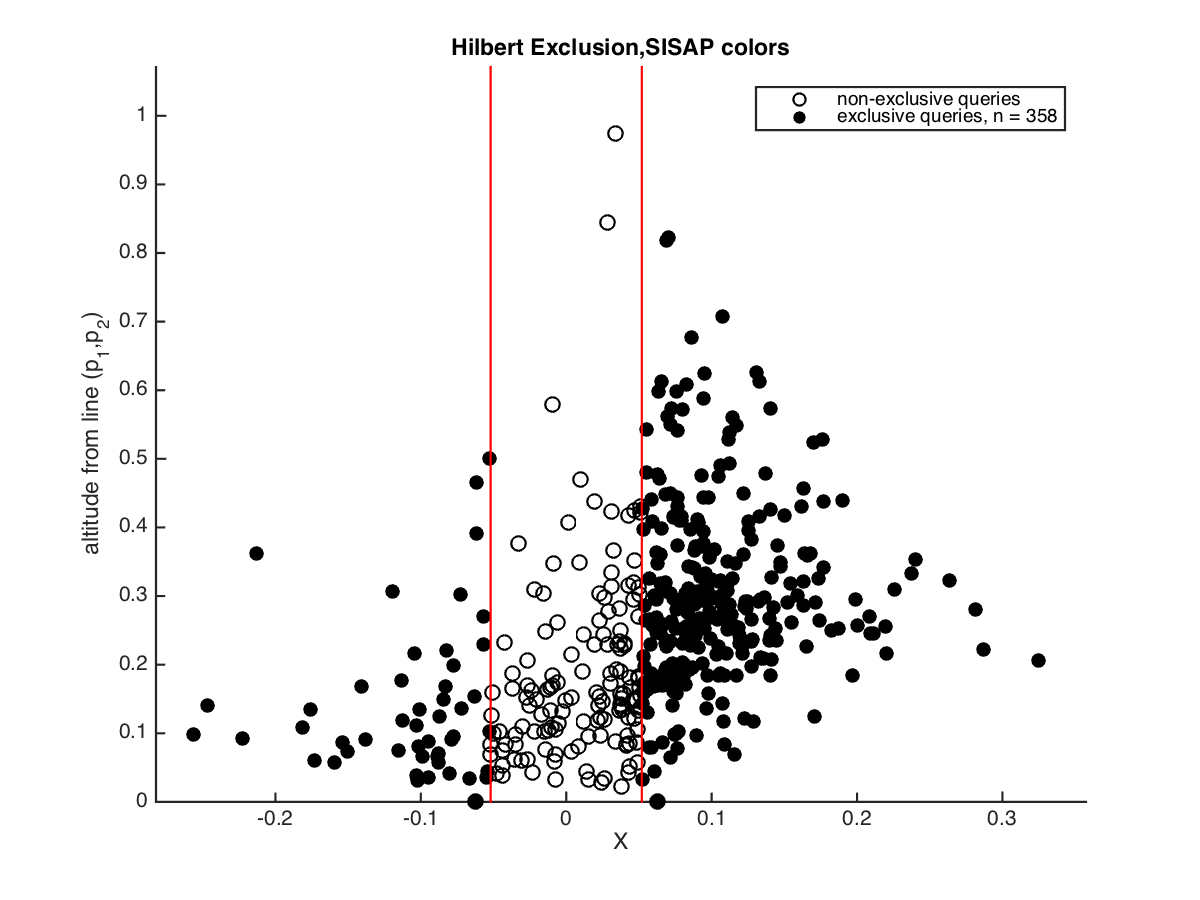 Hilbert Exclusion,SISAP colors
non-exclusive queries
exclusive queries, n = 358
1
0.9
0.8
0.7
0.6
0.5
0.4
0.3
0.2
0.1
0
altitude from line (p1,p2)
-0.2 -0.1 0 0.1 0.2 0.3
X